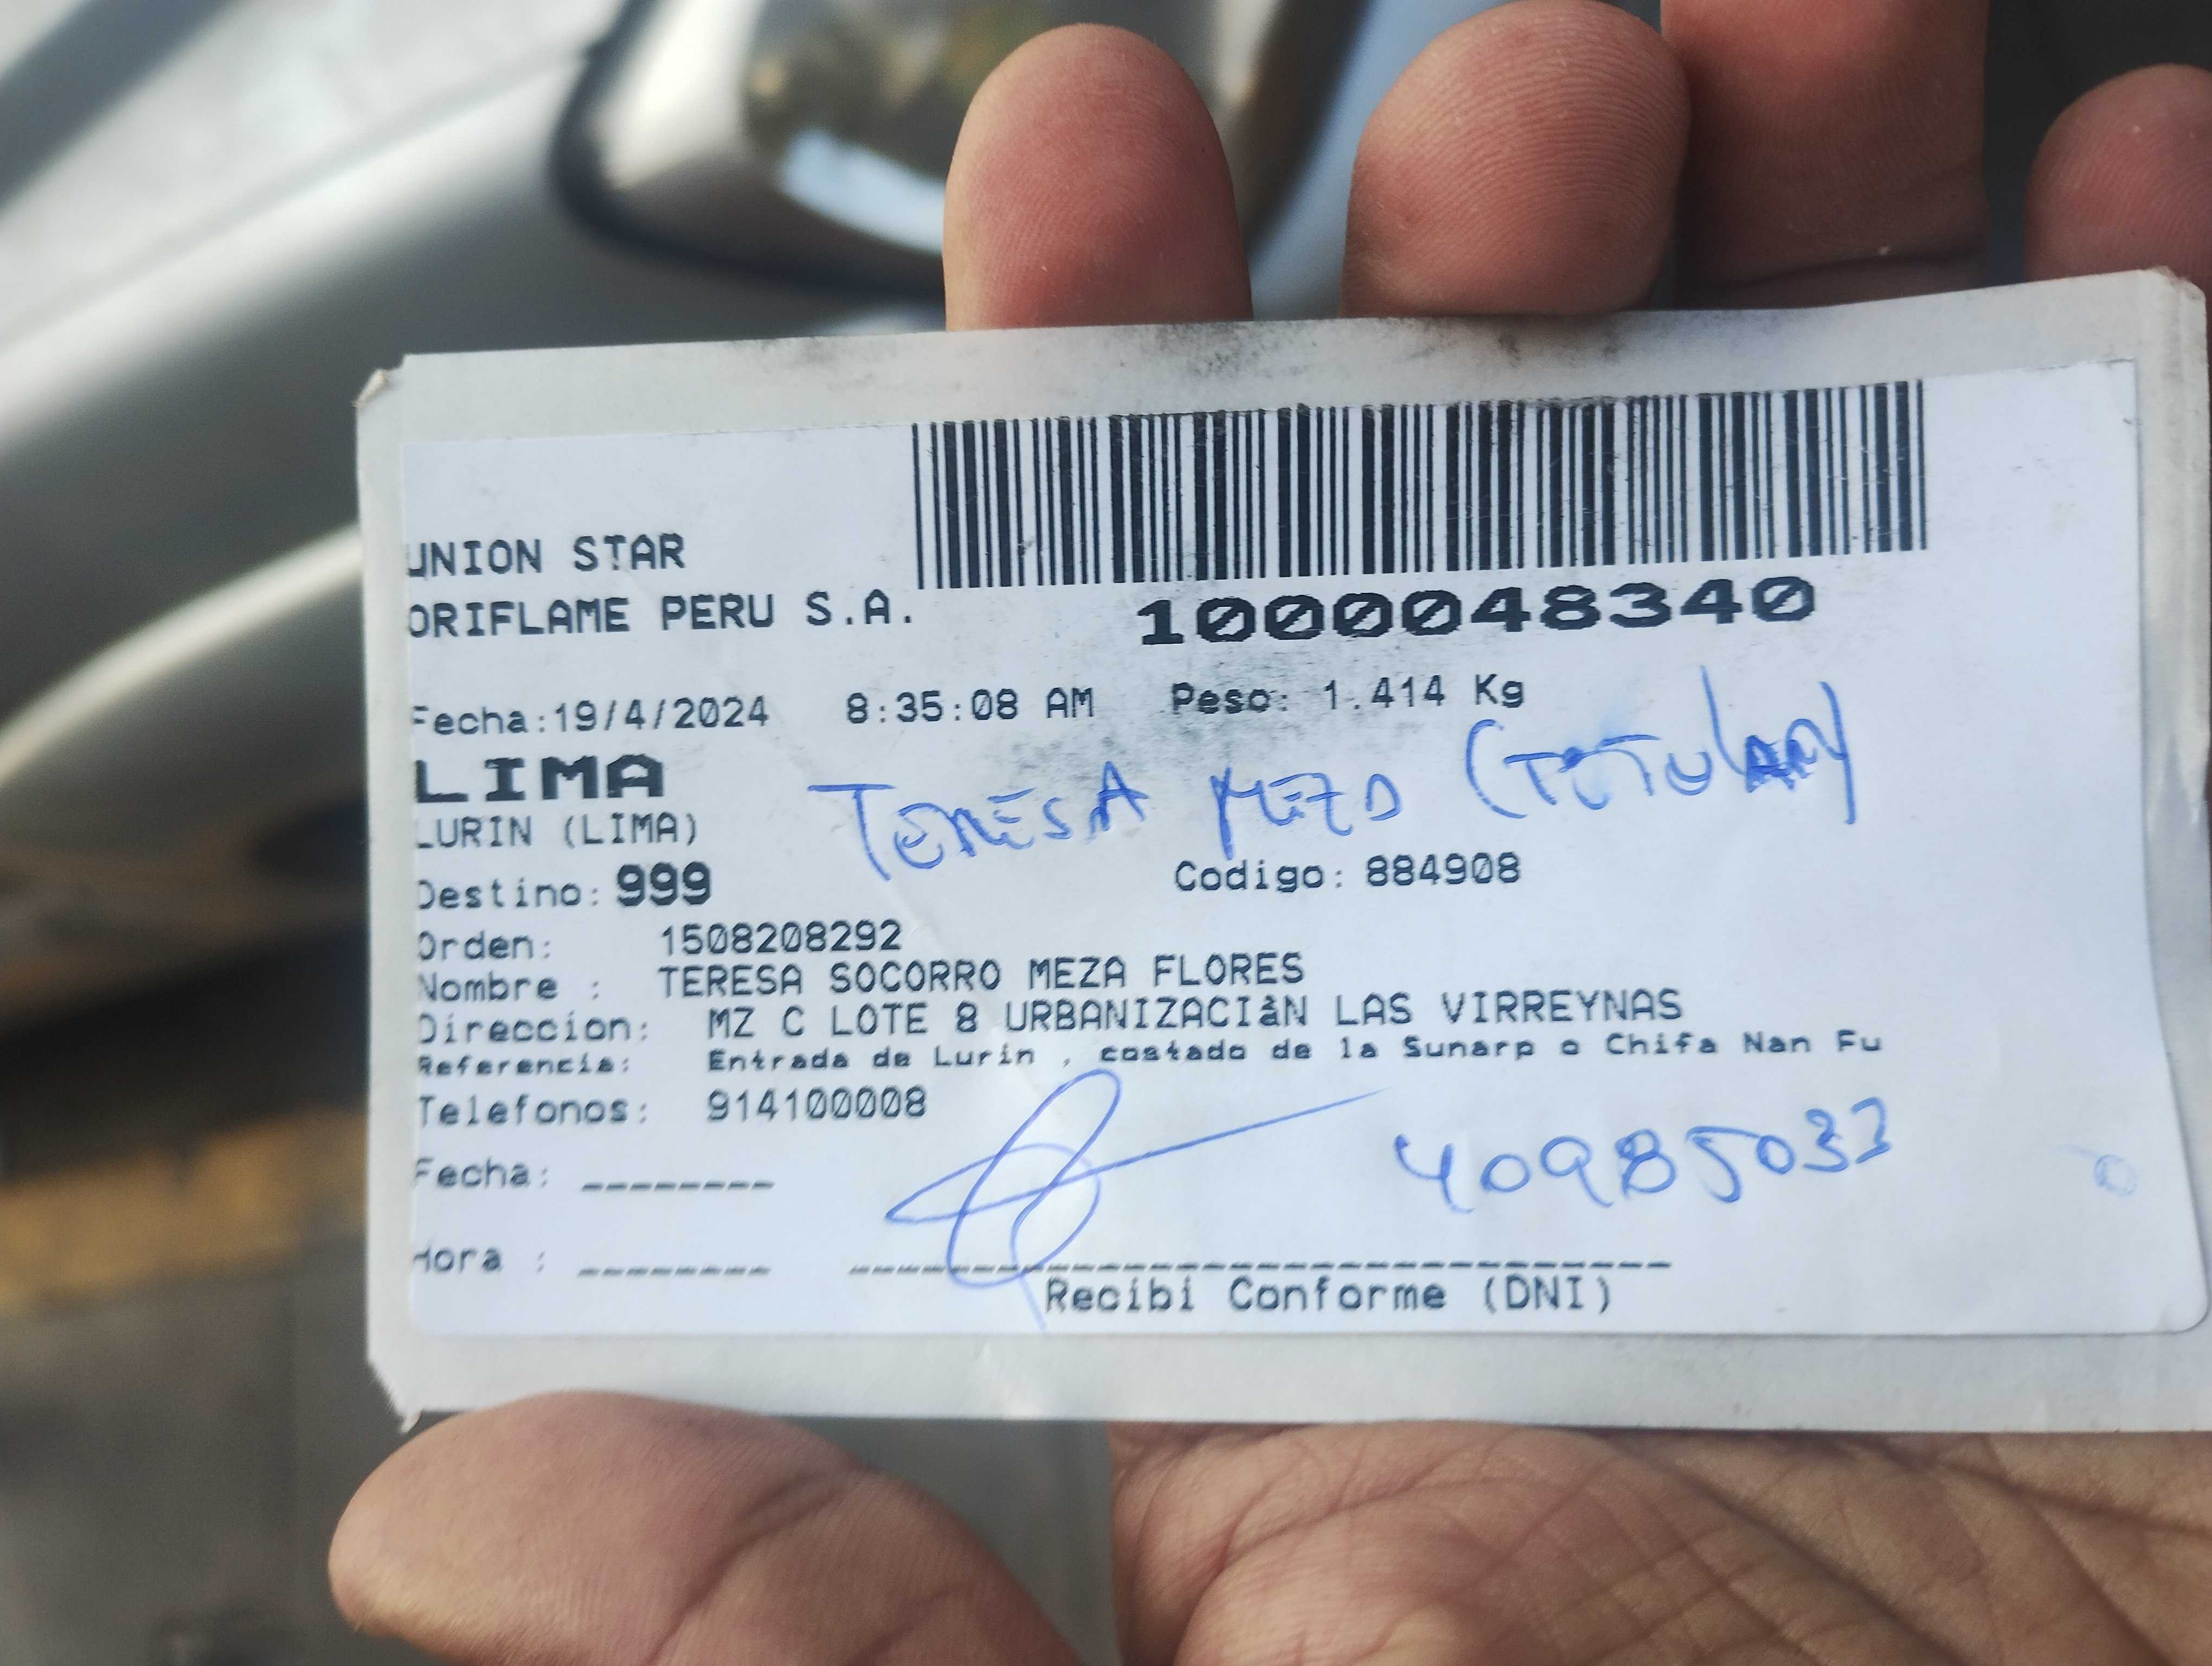 UNION STAR
ORIFLAME PERU S.A.
1000048340
Fecha:19/4/2024 8:35:08 AM Peso: 1.414 Kg
LIMA
TERESA MEZA (TITULAR)
LURIN (LIMA)
Destino: 999 Codigo: 884908
Orden: 1508208292
Nombre : TERESA SOCORRO MEZA FLORES
Direccion: MZ C LOTE 8 URBANIZACIàN LAS VIRREYNAS
Referencia: Entrada de Lurin , costado de la Sunarp o Chifa Nan Fu
Telefonos: 914100008
40985033
Fecha: ________
Hora : ________
Recibi Conforme (DNI)